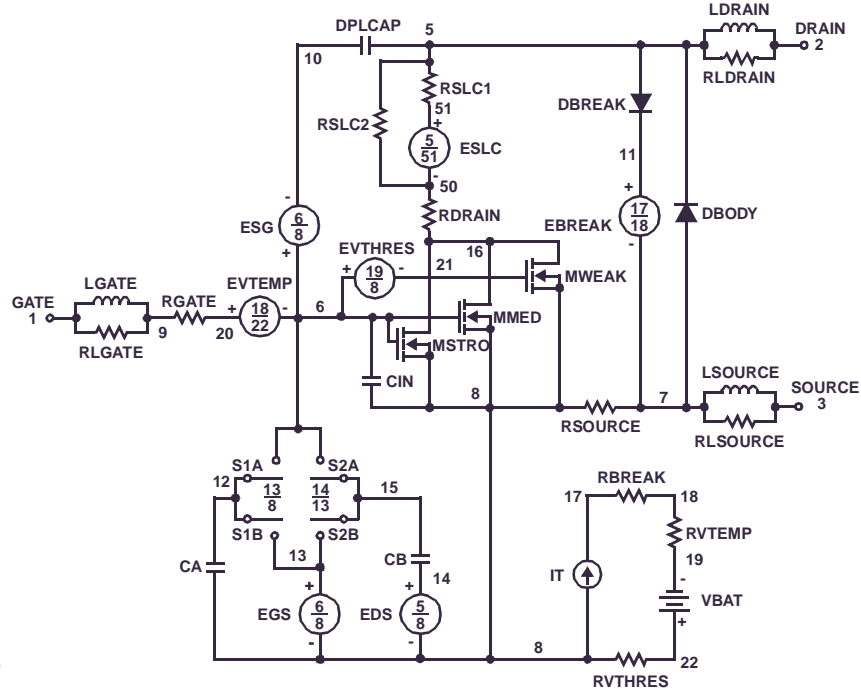 LDRAIN
DPLCAP 5 DRAIN
10 2
RLDRAIN
RSLC1
51
DBREAK
RSLC2
+
5
51
ESLC
11
-
50
-
+
17
18
DBODY
6
8
ESG
RDRAIN
EBREAK
EVTHRES
16
-
+
+ 19
8
- 21
MWEAK
LGATE
EVTEMP
GATE
1
RGATE
+ 18
22
- 6
MMED
9
20
RLGATE
MSTRO
LSOURCE
CIN
8
7
SOURCE
3
RSOURCE
RLSOURCE
S1A S2A
12
13
8
14
13
15
RBREAK
17 18
S1B S2B
RVTEMP
13
CB
19
CA
14
IT
-
+ +
VBAT
EGS 6
8
EDS 5
8
+
- -
8
22
RVTHRES